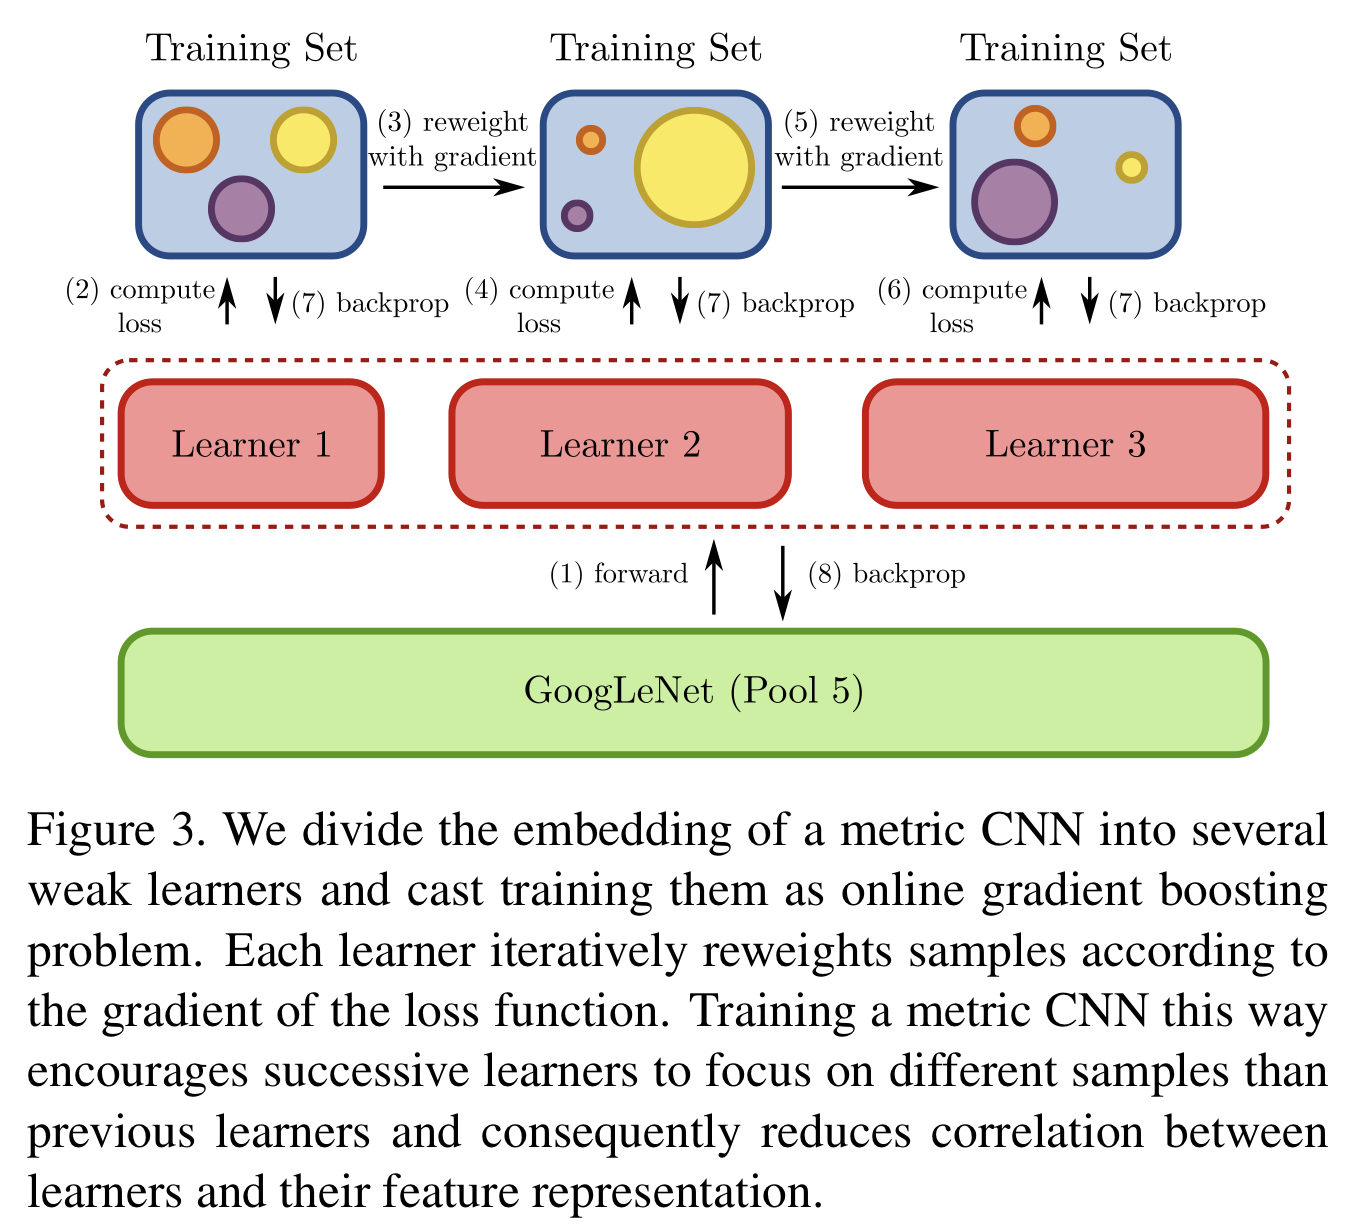 Training Set
Training Set
Training Set
(3) reweight
with gradient
(5) reweight
with gradient
(2) compute
loss
(7) backprop
(4) compute
loss
(7) backprop
(6) compute
loss
(7) backprop
Learner 1
Learner 2
Learner 3
(1) forward
(8) backprop
GoogLeNet (Pool 5)
Figure 3. We divide the embedding of a metric CNN into several
weak learners and cast training them as online gradient boosting
problem. Each learner iteratively reweights samples according to
the gradient of the loss function. Training a metric CNN this way
encourages successive learners to focus on different samples than
previous learners and consequently reduces correlation between
learners and their feature representation.